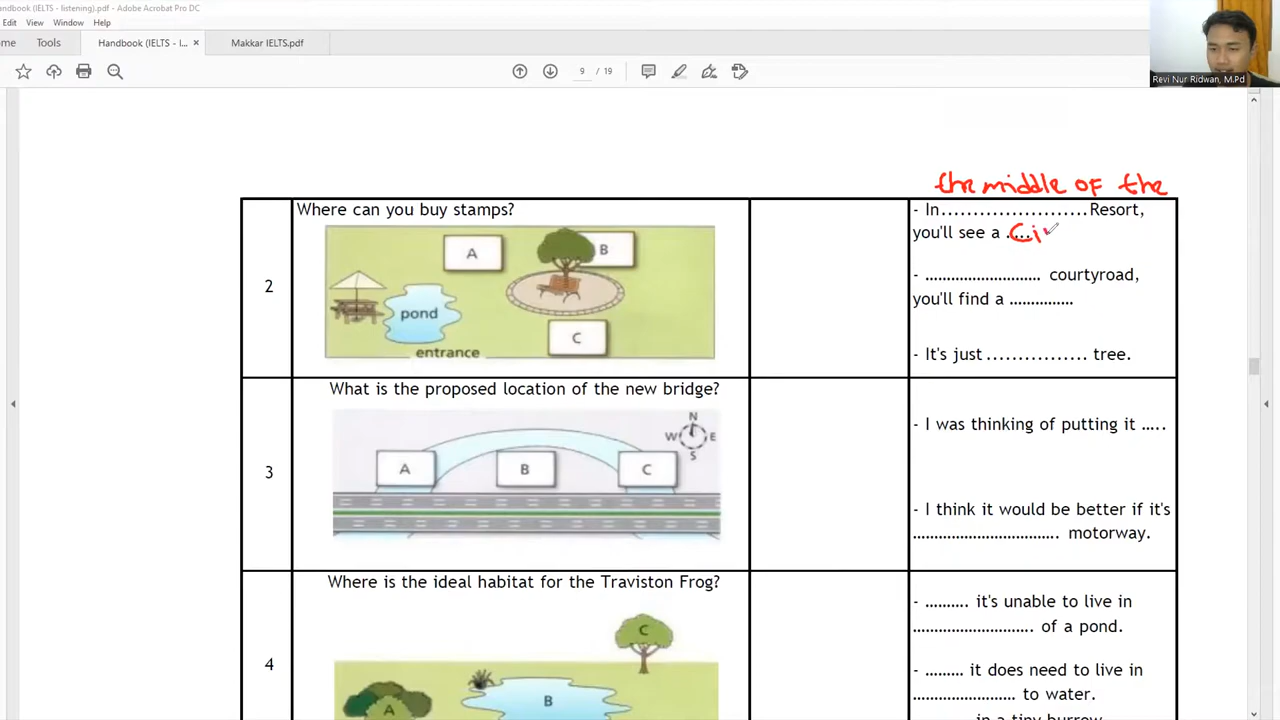 andbook (IELTS - listening).pdf - Adobe Acrobat Pro DC
Edit View Window Help
ome Tools Handbook (IELTS - l... × Makkar IELTS.pdf
9 / 19
Revi Nur Ridwan, M.Pd
the middle of the
2
Where can you buy stamps?
A
B
pond
C
entrance
- In.......................Resort,
you'll see a ..... Ci
- .......................... courtyroad,
you'll find a ..............
- It's just ................ tree.
3
What is the proposed location of the new bridge?
N
W E
S
A B C
- I was thinking of putting it .....
- I think it would be better if it's
................................. motorway.
4
Where is the ideal habitat for the Traviston Frog?
C
B
A
- .......... it's unable to live in
............................ of a pond.
- ......... it does need to live in
........................ to water.
in a tiny burrow